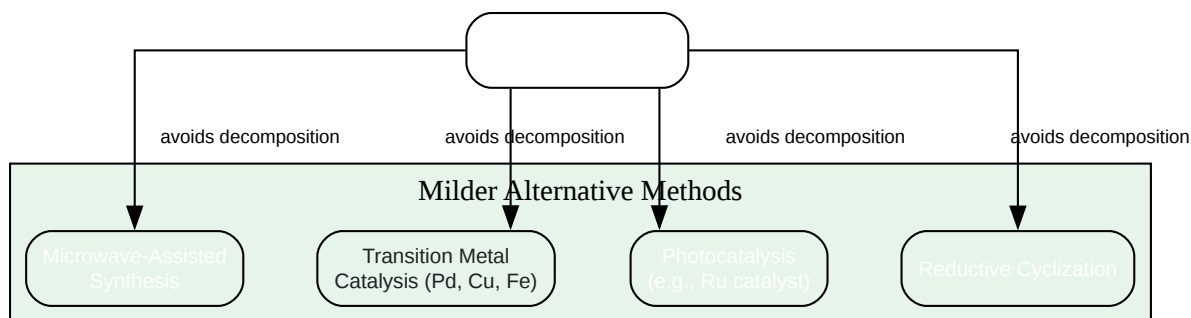 avoids decomposition
avoids decomposition
avoids decomposition
avoids decomposition
Milder Alternative Methods
Microwave-Assisted
Synthesis
Transition Metal
Catalysis (Pd, Cu, Fe)
Photocatalysis
(e.g., Ru catalyst)
Reductive Cyclization